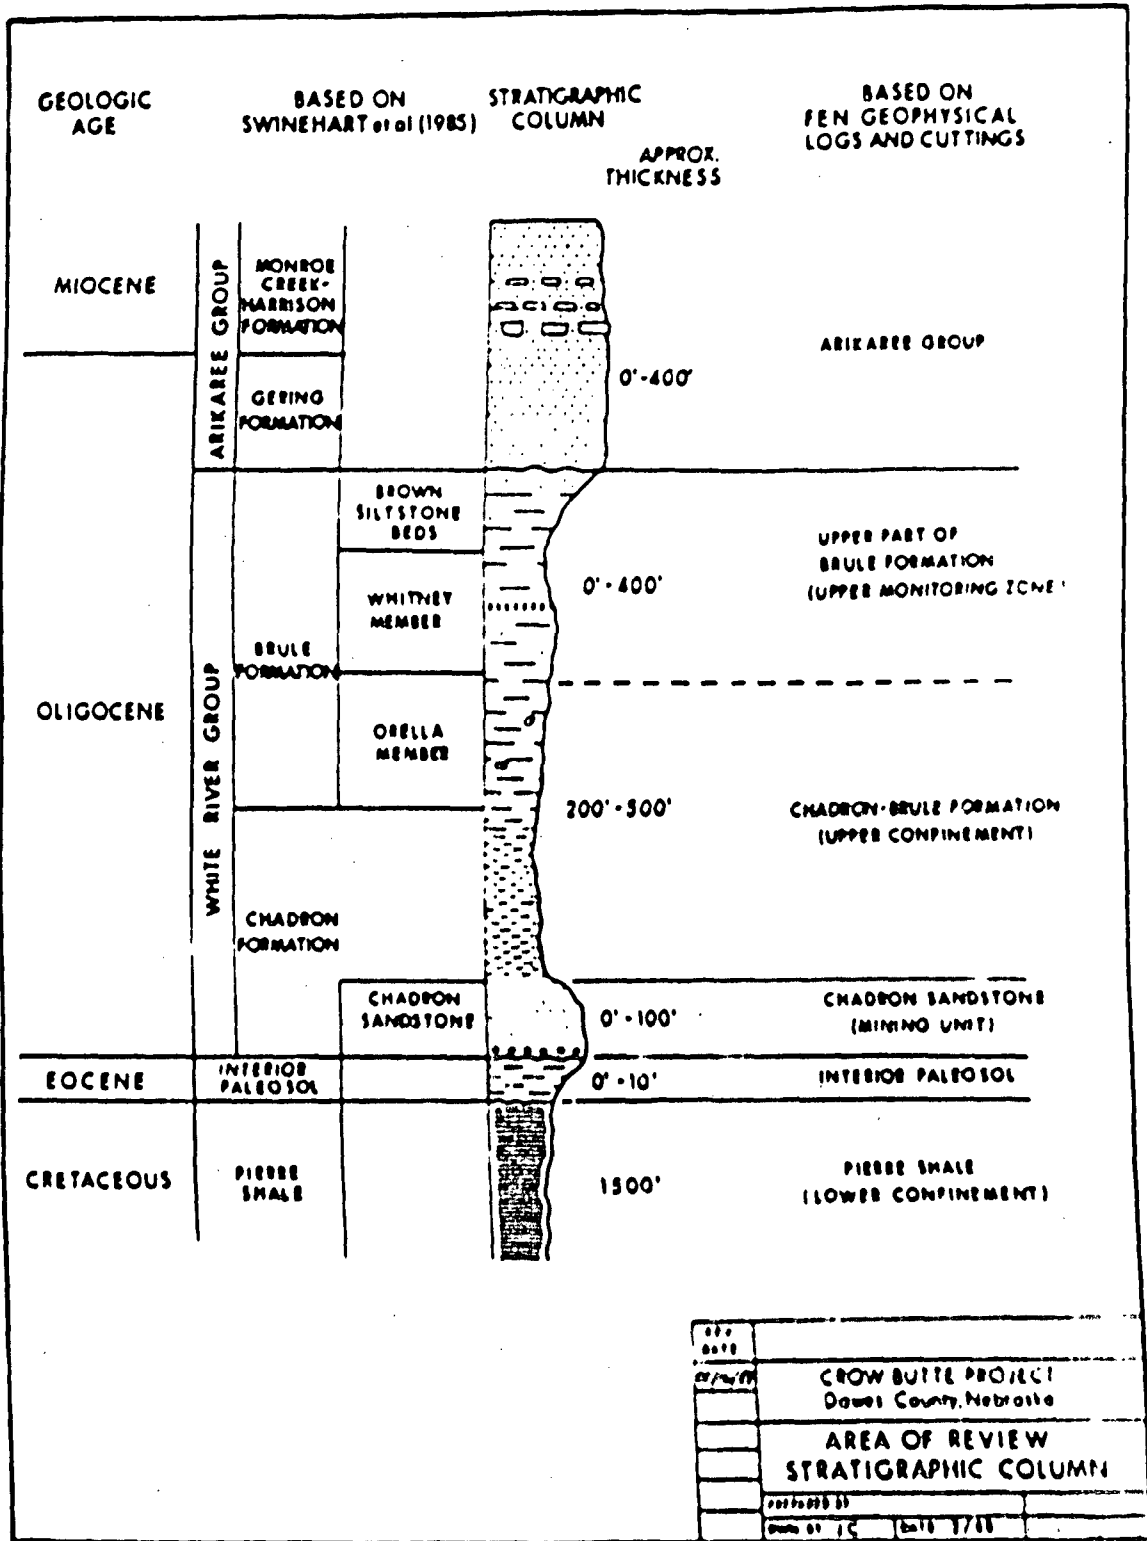 GEOLOGIC
AGE
BASED ON
SWINEHART et al (1985)
STRATIGRAPHIC
COLUMN
APPROX.
THICKNESS
BASED ON
FEN GEOPHYSICAL
LOGS AND CUTTINGS
MIOCENE
ARIKAREE GROUP
MONROE
CREEK-
HARRISON
FORMATION
GERING
FORMATION
0'-400'
ARIKAREE GROUP
OLIGOCENE
WHITE RIVER GROUP
BRULE
FORMATION
BROWN
SILTSTONE
BEDS
WHITNEY
MEMBER
ORELLA
MEMBER
0'-400'
UPPER PART OF
BRULE FORMATION
(UPPER MONITORING ZONE)
200'-500'
CHADRON-BRULE FORMATION
(UPPER CONFINEMENT)
CHADRON
FORMATION
CHADRON
SANDSTONE
0'-100'
CHADRON SANDSTONE
(MINING UNIT)
EOCENE
INTERIOR
PALEOSOL
0'-10'
INTERIOR PALEOSOL
CRETACEOUS
PIERRE
SHALE
1500'
PIERRE SHALE
(LOWER CONFINEMENT)
DATE
CROW BUTTE PROJECT
Dawes County, Nebraska
AREA OF REVIEW
STRATIGRAPHIC COLUMN
PREPARED BY